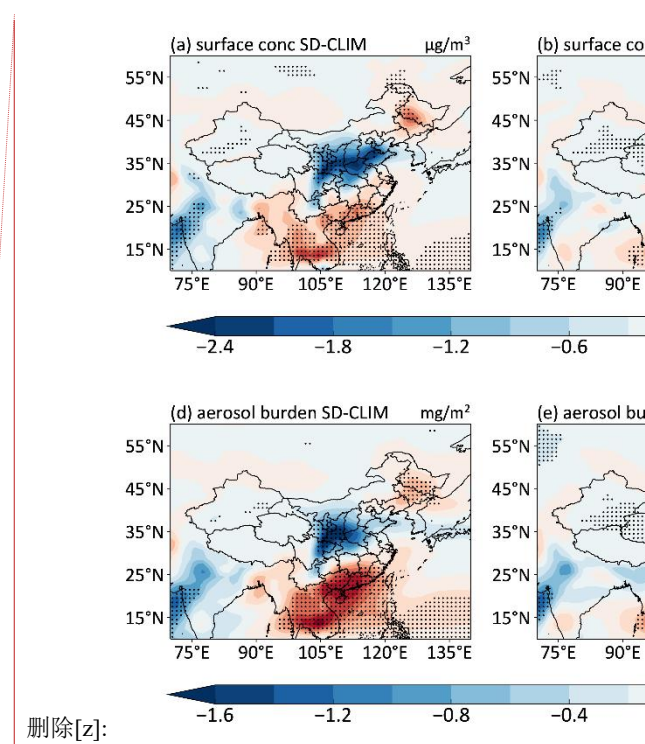 (a) surface conc SD-CLIM μg/m³
(b) surface co
55°N
45°N
35°N
25°N
15°N
75°E 90°E 105°E 120°E 135°E
55°N
45°N
35°N
25°N
15°N
75°E 90°E
−2.4 −1.8 −1.2 −0.6
(d) aerosol burden SD-CLIM mg/m²
(e) aerosol bu
55°N
45°N
35°N
25°N
15°N
75°E 90°E 105°E 120°E 135°E
55°N
45°N
35°N
25°N
15°N
75°E 90°E
−1.6 −1.2 −0.8 −0.4
删除[z]: